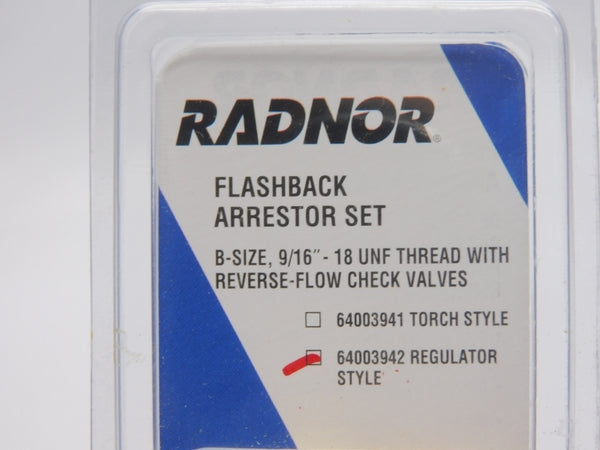 RADNOR®
FLASHBACK
ARRESTOR SET
B-SIZE, 9/16″ - 18 UNF THREAD WITH
REVERSE-FLOW CHECK VALVES
64003941 TORCH STYLE
64003942 REGULATOR
STYLE